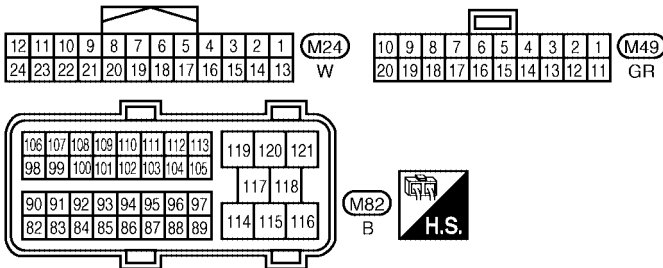 12 11 10 9 8 7 6 5 4 3 2 1
24 23 22 21 20 19 18 17 16 15 14 13
M24
W
10 9 8 7 6 5 4 3 2 1
20 19 18 17 16 15 14 13 12 11
M49
GR
106 107 108 109 110 111 112 113
98 99 100 101 102 103 104 105
90 91 92 93 94 95 96 97
82 83 84 85 86 87 88 89
119 120 121
117 118
114 115 116
M82
B
H.S.